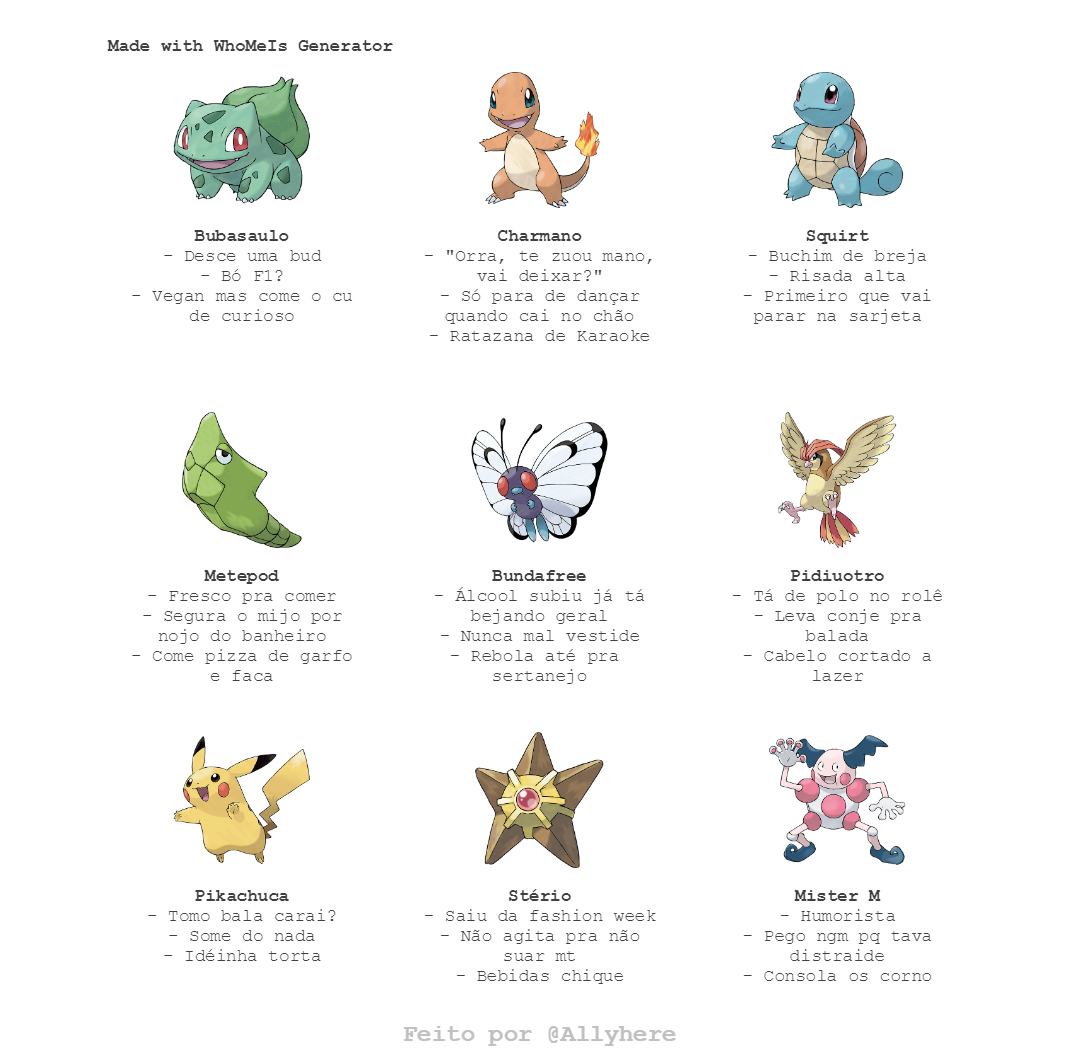 Made with WhoMeIs Generator
Bubasaulo
- Desce uma bud
- Bó F1?
- Vegan mas come o cu
de curioso
Charmano
- "Orra, te zuou mano,
vai deixar?"
- Só para de dançar
quando cai no chão
- Ratazana de Karaoke
Squirt
- Buchim de breja
- Risada alta
- Primeiro que vai
parar na sarjeta
Metepod
- Fresco pra comer
- Segura o mijo por
nojo do banheiro
- Come pizza de garfo
e faca
Bundafree
- Álcool subiu já tá
bejando geral
- Nunca mal vestide
- Rebola até pra
sertanejo
Pidiuotro
- Tá de polo no rolê
- Leva conje pra
balada
- Cabelo cortado a
lazer
Pikachuca
- Tomo bala carai?
- Some do nada
- Idéinha torta
Stério
- Saiu da fashion week
- Não agita pra não
suar mt
- Bebidas chique
Mister M
- Humorista
- Pego ngm pq tava
distraide
- Consola os corno
Feito por @Allyhere